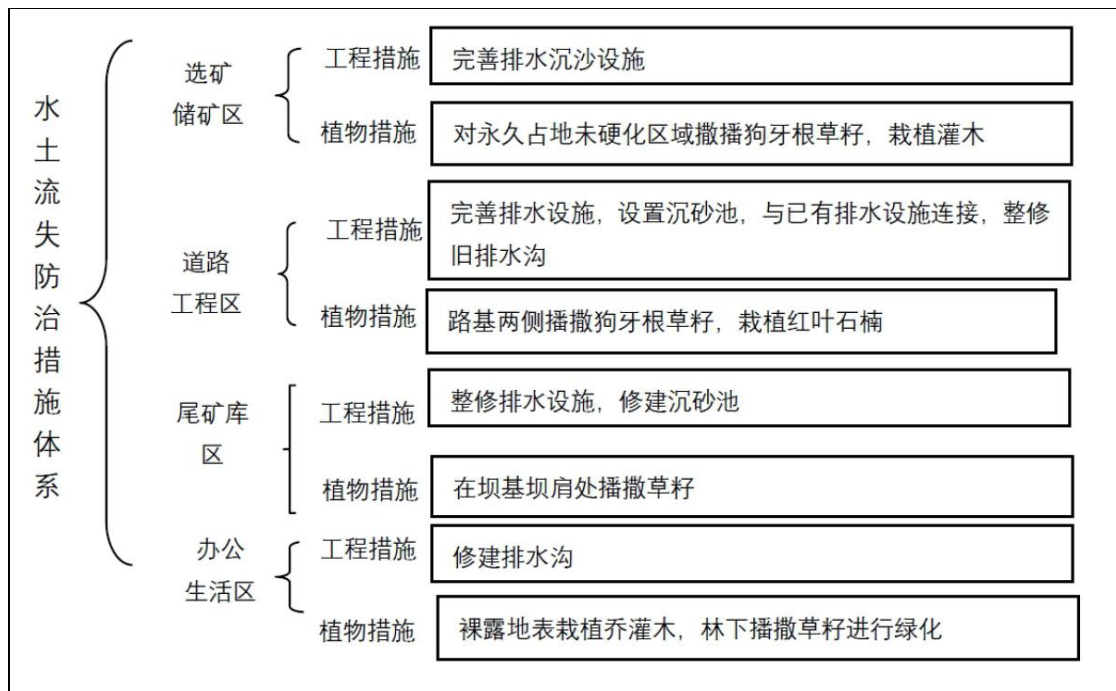 水土流失防治措施体系
选矿
储矿区
工程措施
完善排水沉沙设施
植物措施
对永久占地未硬化区域撒播狗牙根草籽，栽植灌木
道路
工程区
工程措施
完善排水设施，设置沉砂池，与已有排水设施连接，整修
旧排水沟
植物措施
路基两侧播撒狗牙根草籽，栽植红叶石楠
尾矿库
区
工程措施
整修排水设施，修建沉砂池
植物措施
在坝基坝肩处播撒草籽
办公
生活区
工程措施
修建排水沟
植物措施
裸露地表栽植乔灌木，林下播撒草籽进行绿化